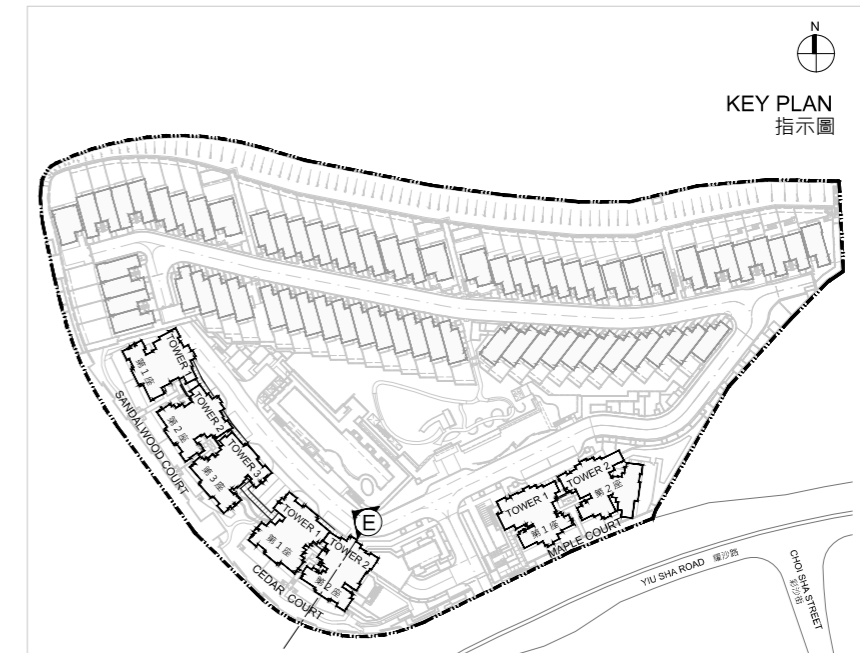 N
KEY PLAN
指示圖
TOWER 1
第 1 座
TOWER 2
第 2 座
TOWER 3
第 3 座
SANDALWOOD COURT
TOWER 1
第 1 座
TOWER 2
第 2 座
CEDAR COURT
E
TOWER 1
第 1 座
TOWER 2
第 2 座
MAPLE COURT
YIU SHA ROAD 耀沙路
CHOI SHA STREET
彩沙街